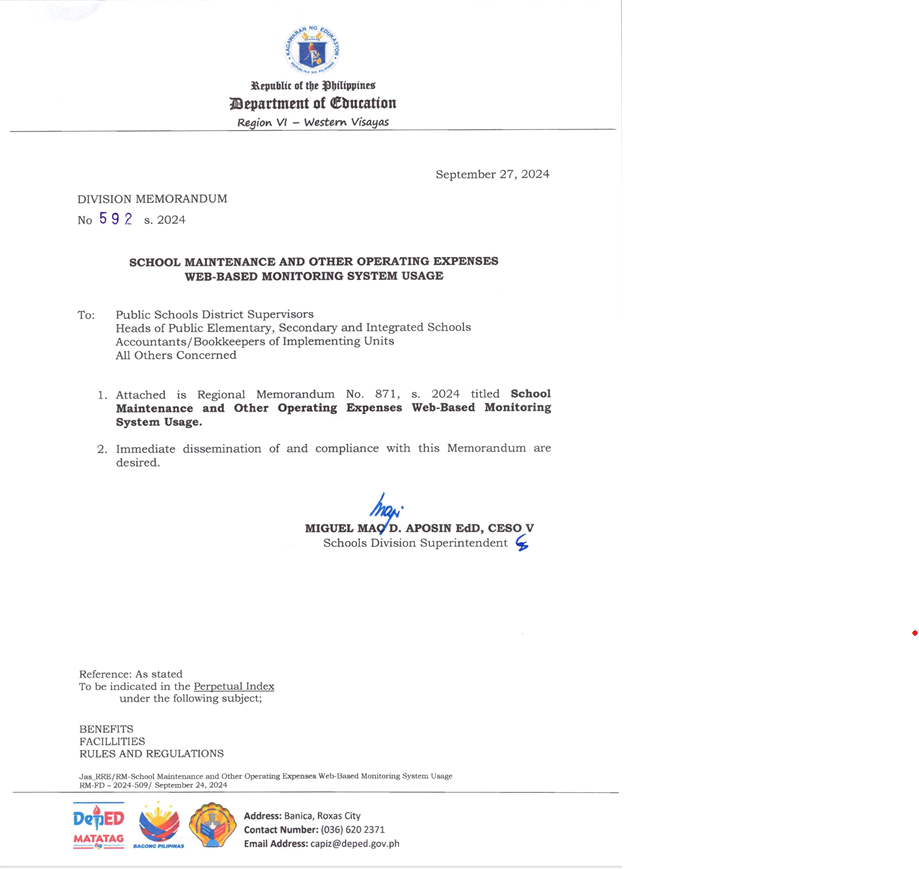 KAGAWARAN NG EDUKASYON
REPUBLIKA NG PILIPINAS
Republic of the Philippines
Department of Education
Region VI – Western Visayas
September 27, 2024
DIVISION MEMORANDUM
No 592 s. 2024
SCHOOL MAINTENANCE AND OTHER OPERATING EXPENSES
WEB-BASED MONITORING SYSTEM USAGE
To: Public Schools District Supervisors
Heads of Public Elementary, Secondary and Integrated Schools
Accountants/Bookkeepers of Implementing Units
All Others Concerned
1. Attached is Regional Memorandum No. 871, s. 2024 titled School
Maintenance and Other Operating Expenses Web-Based Monitoring
System Usage.
2. Immediate dissemination of and compliance with this Memorandum are
desired.
MIGUEL MAC D. APOSIN EdD, CESO V
Schools Division Superintendent
Reference: As stated
To be indicated in the Perpetual Index
under the following subject;
BENEFITS
FACILLITIES
RULES AND REGULATIONS
Jas_RRE/RM-School Maintenance and Other Operating Expenses Web-Based Monitoring System Usage
RM-FD – 2024-509/ September 24, 2024
DepED
MATATAG
BAGONG PILIPINAS
Address: Banica, Roxas City
Contact Number: (036) 620 2371
Email Address: capiz@deped.gov.ph